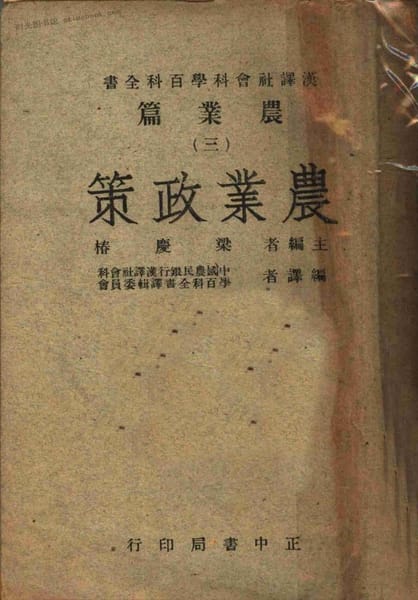 漢譯社會科學百科全書
農業篇
(三)
農業政策
主編者 梁慶椿
編譯者 中國農民銀行漢譯社會科學百科全書譯輯委員會
正中書局印行